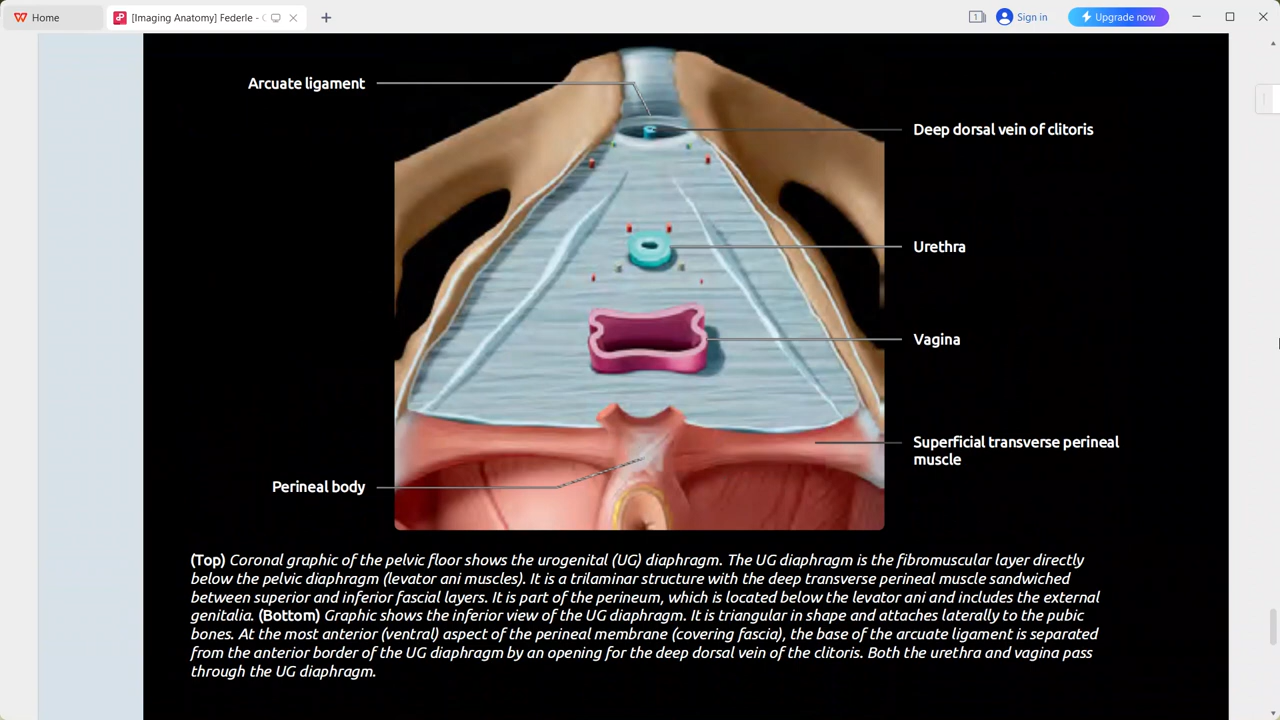 Home
[Imaging Anatomy] Federle -
1
Sign in
Upgrade now
Arcuate ligament
Deep dorsal vein of clitoris
Urethra
Vagina
Superficial transverse perineal
muscle
Perineal body
(Top) Coronal graphic of the pelvic floor shows the urogenital (UG) diaphragm. The UG diaphragm is the fibromuscular layer directly
below the pelvic diaphragm (levator ani muscles). It is a trilaminar structure with the deep transverse perineal muscle sandwiched
between superior and inferior fascial layers. It is part of the perineum, which is located below the levator ani and includes the external
genitalia. (Bottom) Graphic shows the inferior view of the UG diaphragm. It is triangular in shape and attaches laterally to the pubic
bones. At the most anterior (ventral) aspect of the perineal membrane (covering fascia), the base of the arcuate ligament is separated
from the anterior border of the UG diaphragm by an opening for the deep dorsal vein of the clitoris. Both the urethra and vagina pass
through the UG diaphragm.